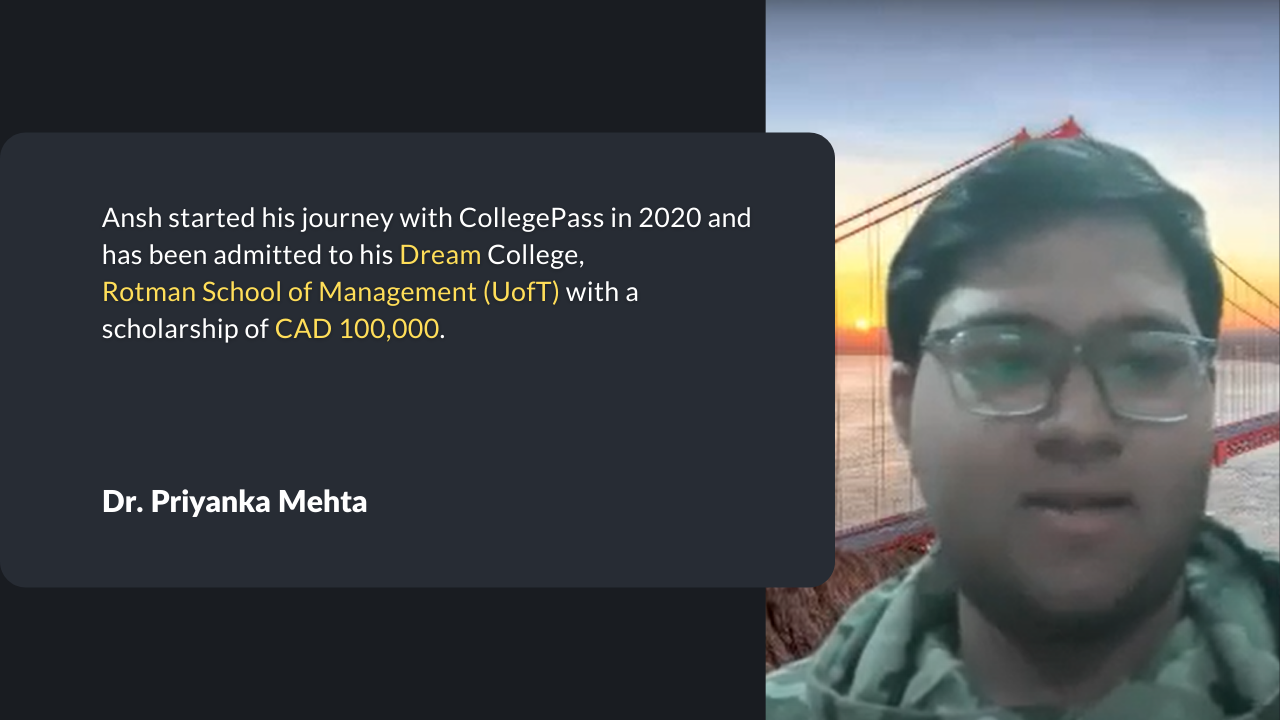 Ansh started his journey with CollegePass in 2020 and
has been admitted to his Dream College,
Rotman School of Management (UofT) with a
scholarship of CAD 100,000.
Dr. Priyanka Mehta